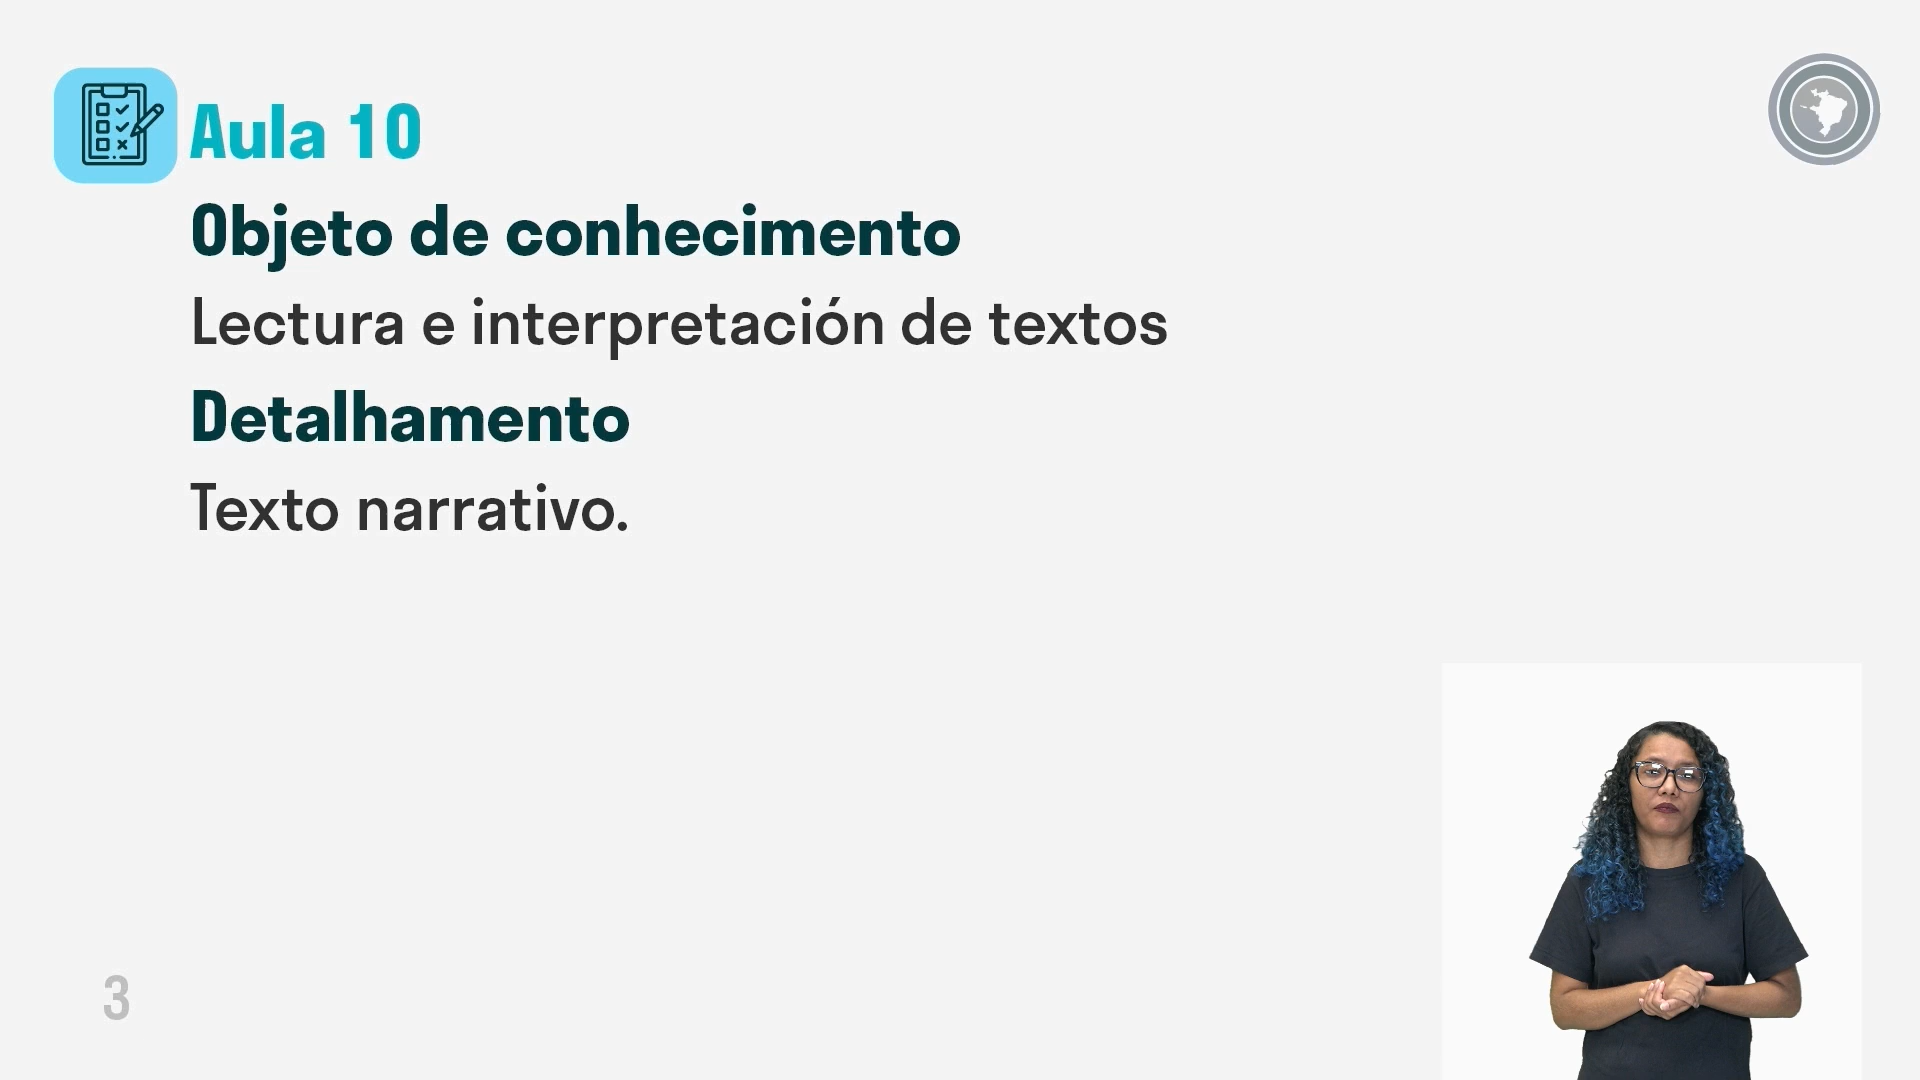 Aula 10
Objeto de conhecimento
Lectura e interpretación de textos
Detalhamento
Texto narrativo.
3